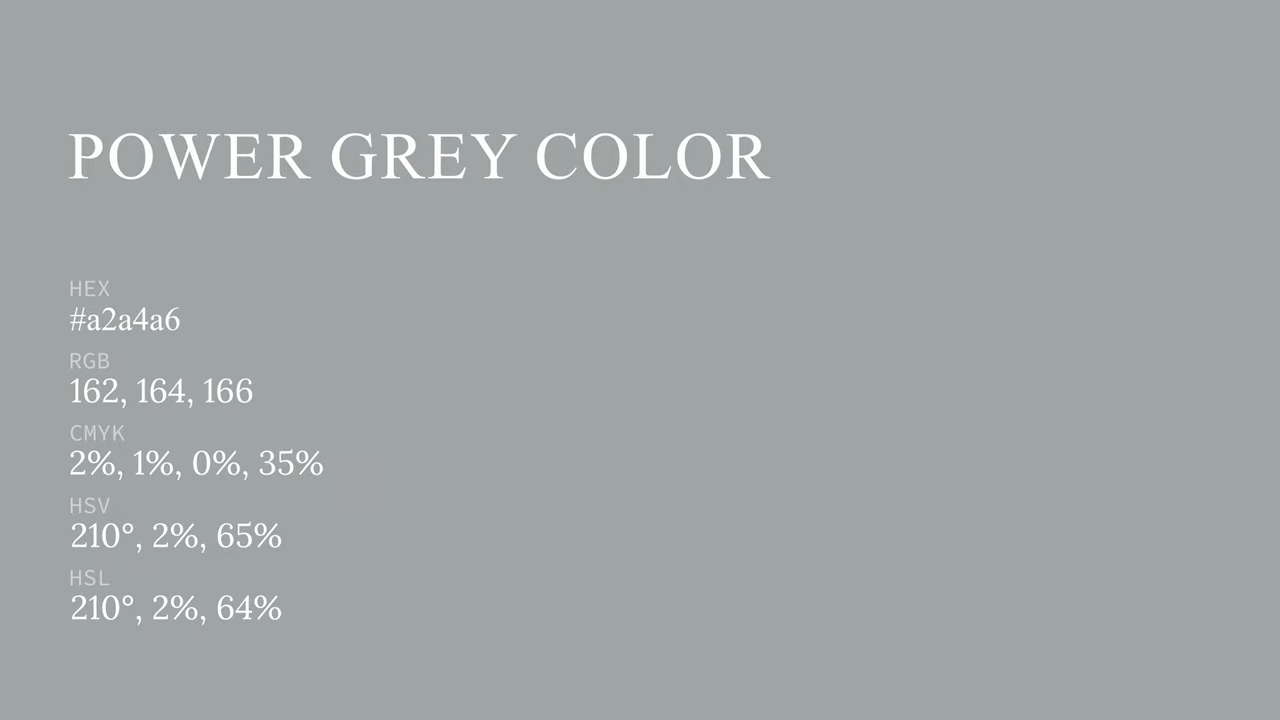 POWER GREY COLOR
HEX
#a2a4a6
RGB
162, 164, 166
CMYK
2%, 1%, 0%, 35%
HSV
210°, 2%, 65%
HSL
210°, 2%, 64%